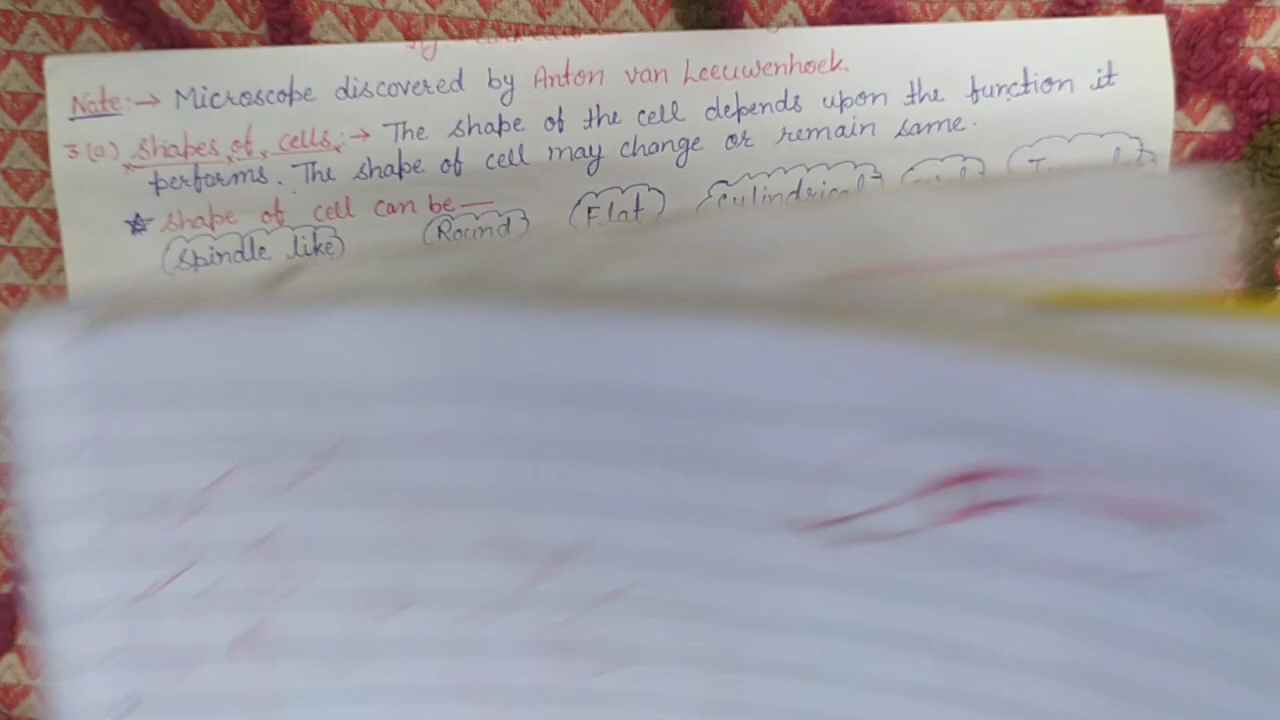 Note:→ Microscope discovered by Anton van Leeuwenhoek.
3(a) Shapes of cells:→ The shape of the cell depends upon the function it
performs. The shape of cell may change or remain same.
☆ Shape of cell can be—
(Spindle like) (Round) (Flat) (Cylindrical)